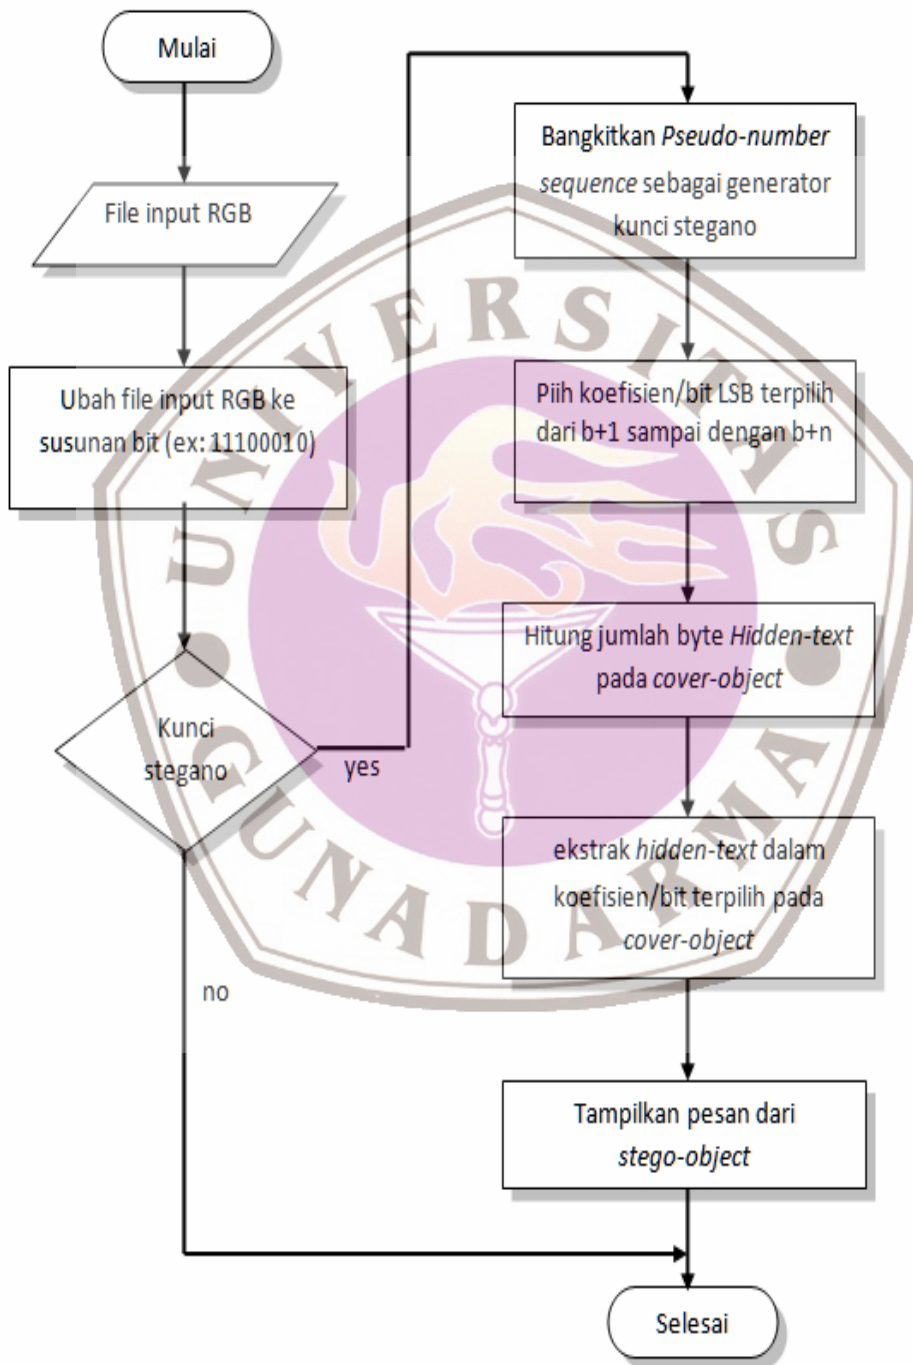 Mulai
File input RGB
Ubah file input RGB ke
susunan bit (ex: 11100010)
Kunci
stegano
yes
no
Bangkitkan Pseudo-number
sequence sebagai generator
kunci stegano
Piih koefisien/bit LSB terpilih
dari b+1 sampai dengan b+n
Hitung jumlah byte Hidden-text
pada cover-object
ekstrak hidden-text dalam
koefisien/bit terpilih pada
cover-object
Tampilkan pesan dari
stego-object
Selesai
UNIVERSITAS
GUNADARMA